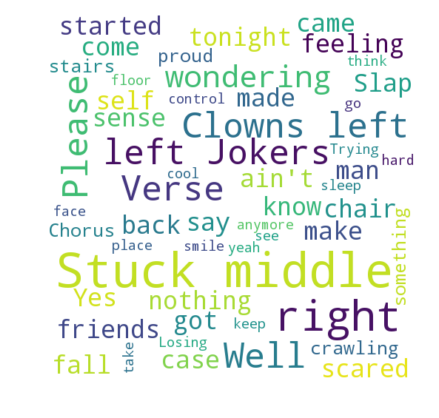 started
tonight
came
come
feeling
stairs
proud
think
floor
wondering
Slap
Please
self
control
made
go
sense
Clowns left
left Jokers
Trying
hard
Verse
ain't
man
cool
sleep
face
back
say
know
chair
Chorus
anymore
make
place
smile
yeah
see
something
Stuck middle
Yes
nothing
right
friends
got
keep
fall
take
Losing
case
Well
crawling
scared